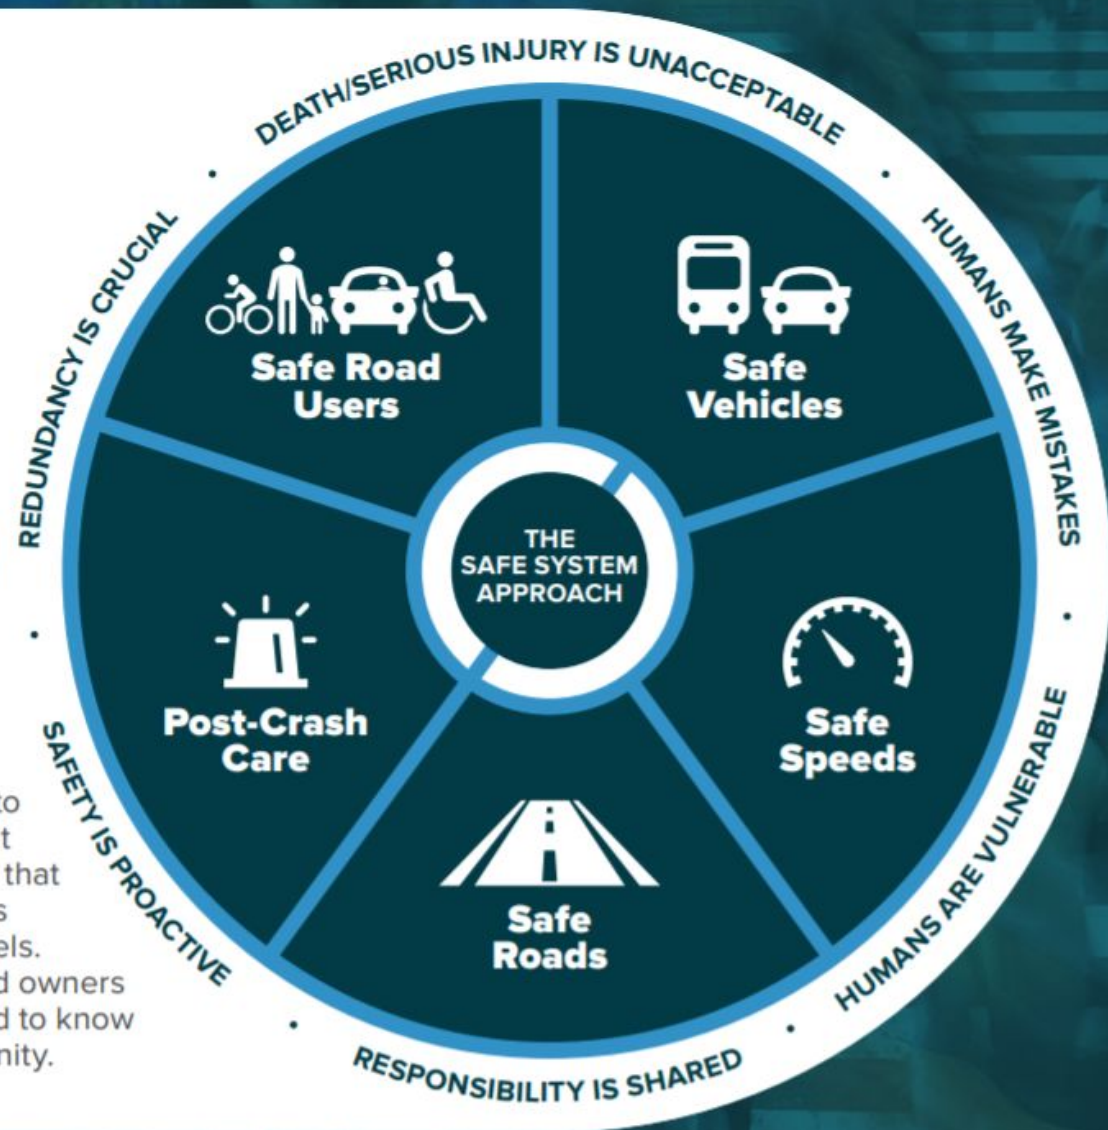 DEATH/SERIOUS INJURY IS UNACCEPTABLE
HUMANS MAKE MISTAKES
HUMANS ARE VULNERABLE
RESPONSIBILITY IS SHARED
SAFETY IS PROACTIVE
REDUNDANCY IS CRUCIAL
Safe Road
Users
Safe
Vehicles
Safe
Speeds
Safe
Roads
Post-Crash
Care
THE
SAFE SYSTEM
APPROACH
to
that
owners
to know